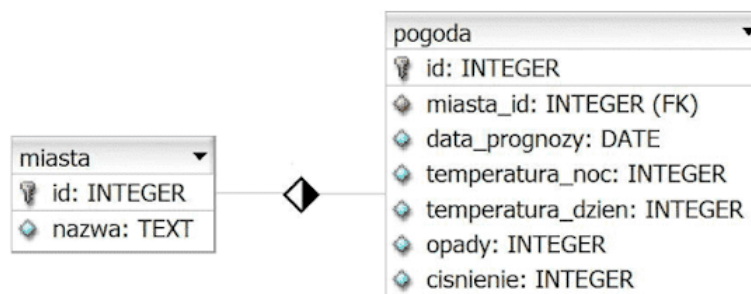 miasta
id: INTEGER
nazwa: TEXT
pogoda
id: INTEGER
miasta_id: INTEGER (FK)
data_prognozy: DATE
temperatura_noc: INTEGER
temperatura_dzien: INTEGER
opady: INTEGER
cisnienie: INTEGER